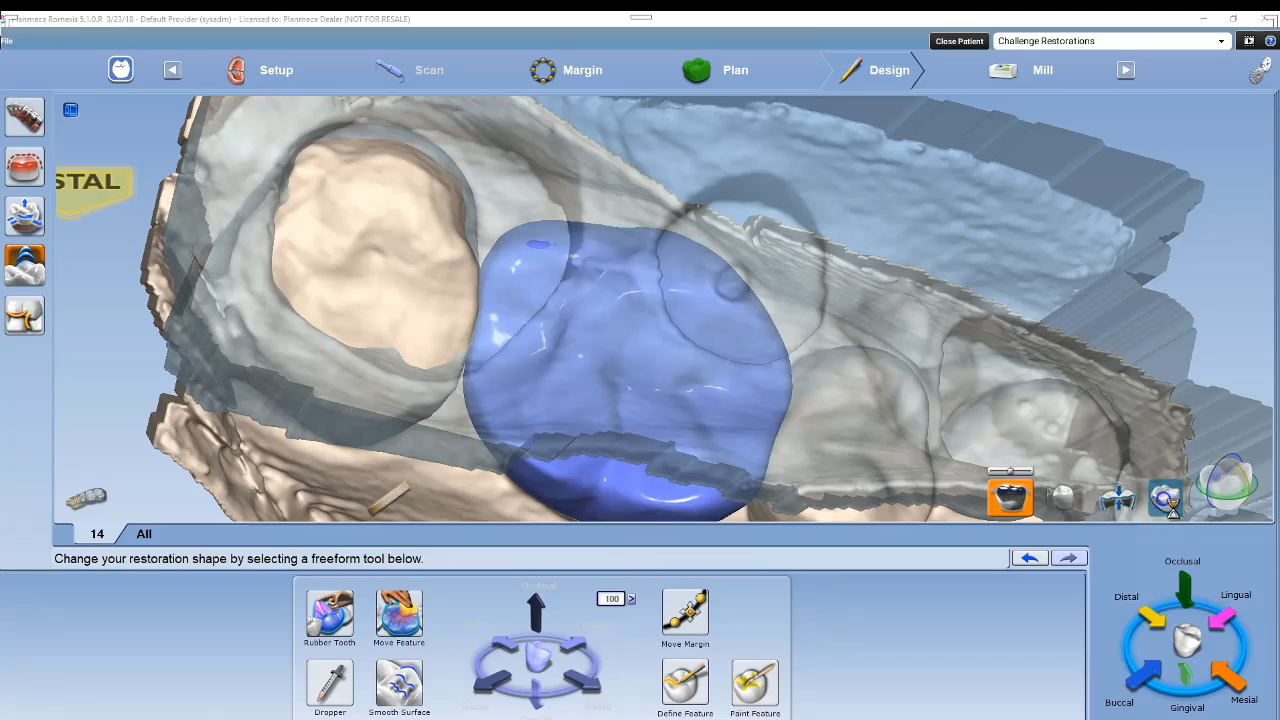 Planmeca Romexis 5.1.0.R 3/23/18 - Default Provider (sysadm) - Licensed to: Planmeca Dealer (NOT FOR RESALE)
File
Close Patient
Challenge Restorations
Setup
Scan
Margin
Plan
Design
Mill
STAL
14
All
Change your restoration shape by selecting a freeform tool below.
Occlusal
100
Rubber Tooth
Move Feature
Move Margin
Dropper
Smooth Surface
Define Feature
Paint Feature
Occlusal
Distal
Lingual
Buccal
Mesial
Gingival